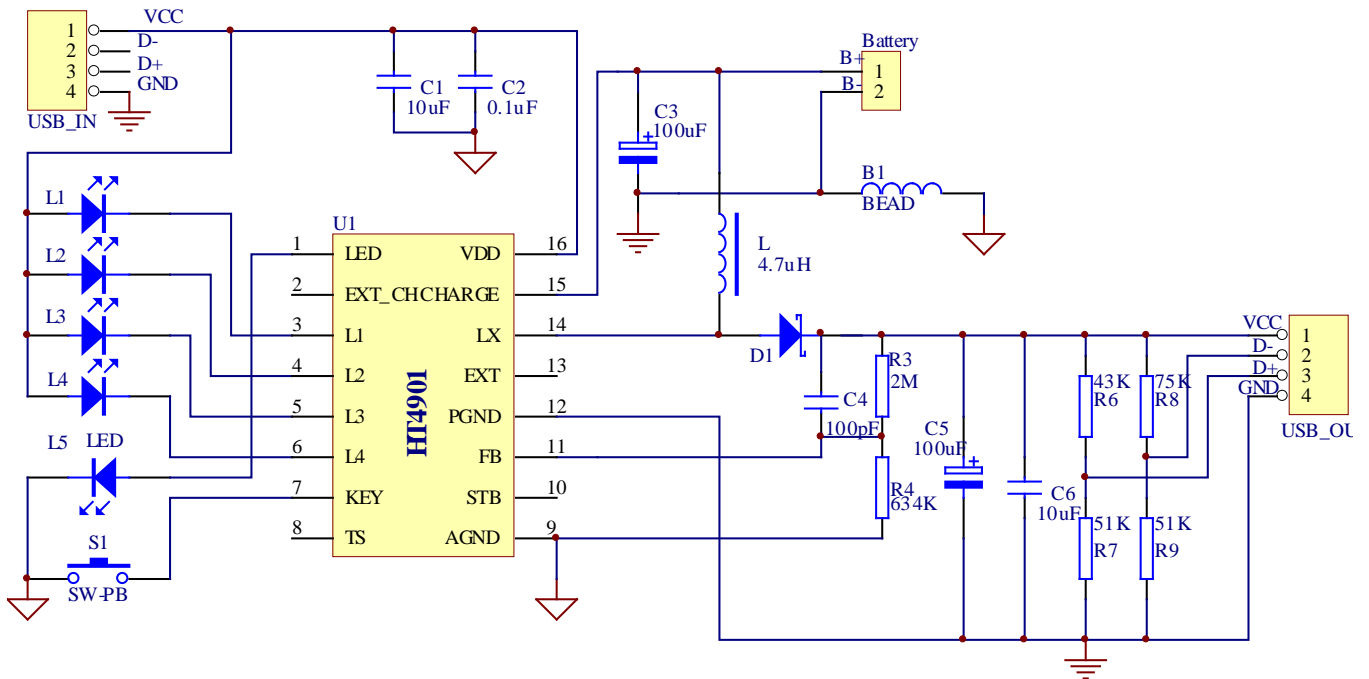 VCC
1
2
3
4
D-
D+
GND
USB_IN
C1
10uF
C2
0.1uF
Battery
B+
B-
1
2
C3
100uF
B1
BEAD
L
4.7uH
L1
L2
L3
L4
L5
LED
S1
SW-PB
U1
HT4901
1
2
3
4
5
6
7
8
LED
EXT_CHCHARGE
L1
L2
L3
L4
KEY
TS
VDD
LX
EXT
PGND
FB
STB
AGND
16
15
14
13
12
11
10
9
D1
C4
100pF
R3
2M
R4
634K
C5
100uF
C6
10uF
43K
R6
75K
R8
51K
R7
51K
R9
VCC
D-
D+
GND
1
2
3
4
USB_OU